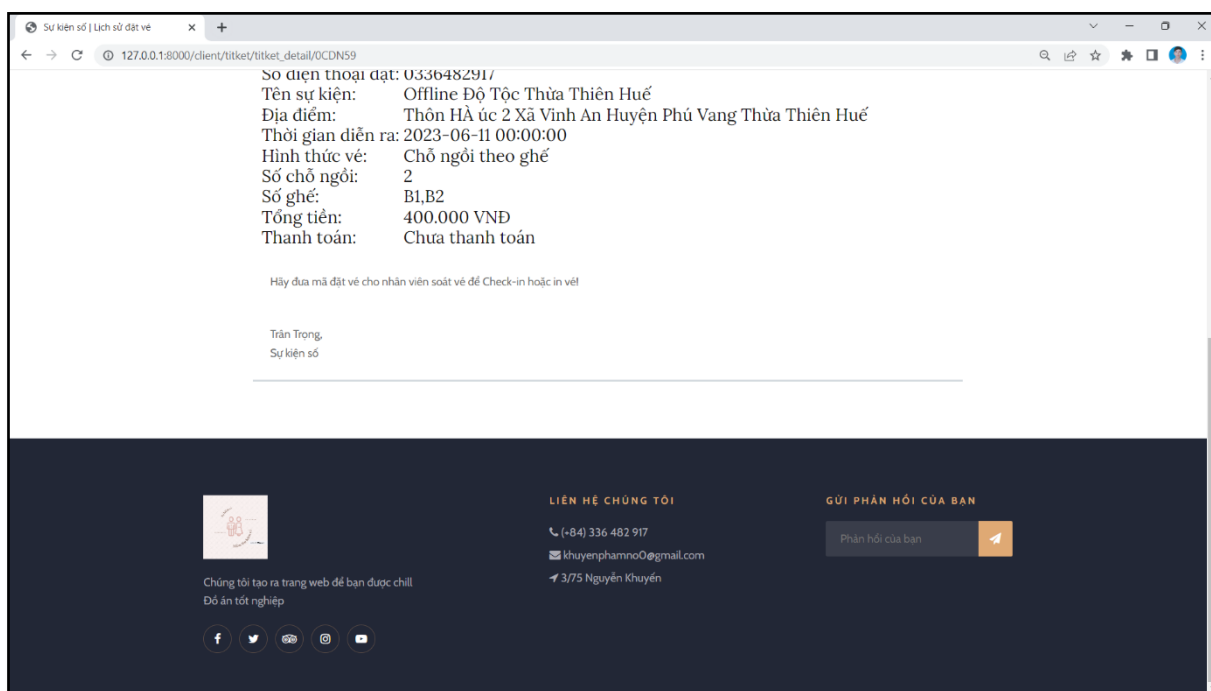 Sự kiện số | Lịch sử đặt vé
127.0.0.1:8000/client/titket/titket_detail/0CDN59
Số điện thoại đặt: 0336482917
Tên sự kiện: Offline Độ Tộc Thừa Thiên Huế
Địa điểm: Thôn HÀ úc 2 Xã Vinh An Huyện Phú Vang Thừa Thiên Huế
Thời gian diễn ra: 2023-06-11 00:00:00
Hình thức vé: Chỗ ngồi theo ghế
Số chỗ ngồi: 2
Số ghế: B1,B2
Tổng tiền: 400.000 VNĐ
Thanh toán: Chưa thanh toán
Hãy đưa mã đặt vé cho nhân viên soát vé để Check-in hoặc in vé!
Trân Trọng,
Sự kiện số
Chúng tôi tạo ra trang web để bạn được chill
Đồ án tốt nghiệp
LIÊN HỆ CHÚNG TÔI
(+84) 336 482 917
khuyenphamno0@gmail.com
3/75 Nguyễn Khuyến
GỬI PHẢN HỒI CỦA BẠN
Phản hồi của bạn